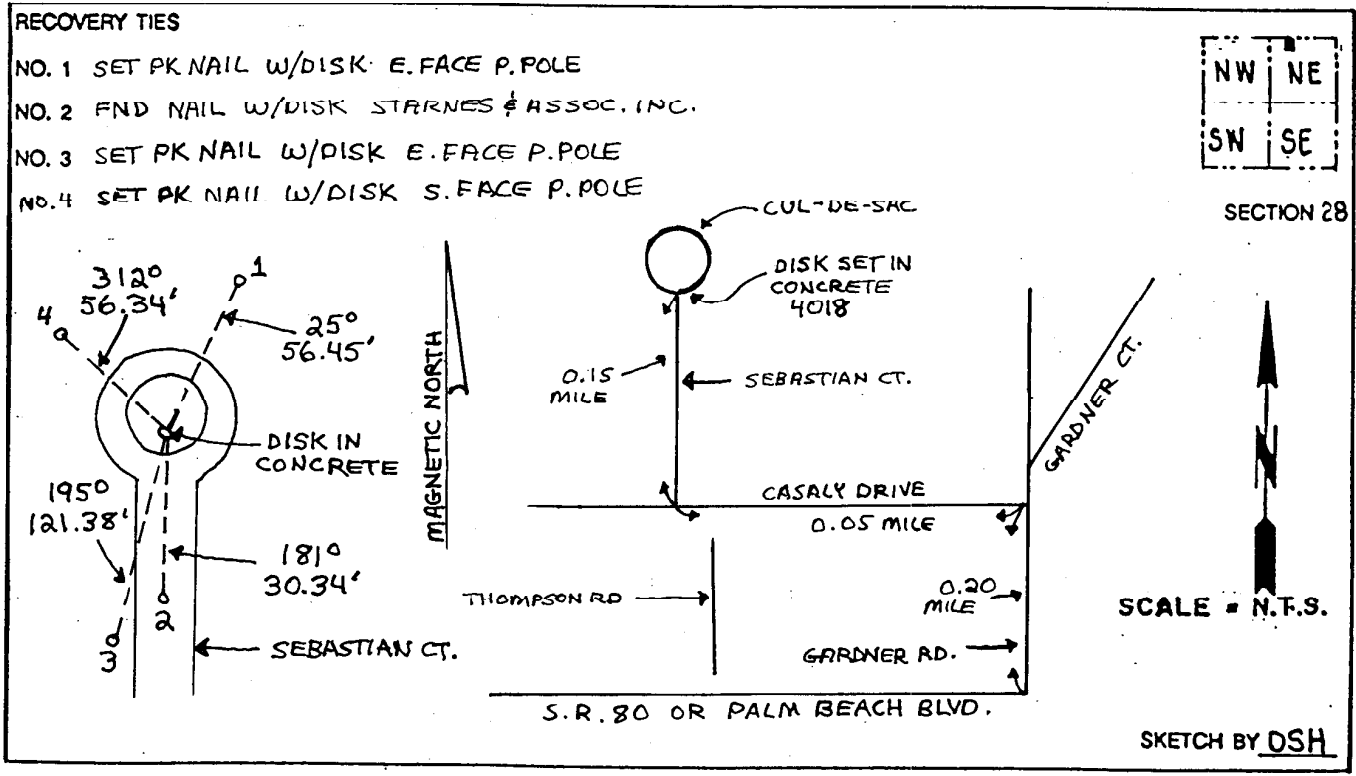 RECOVERY TIES
NO. 1 SET PK NAIL W/DISK E. FACE P. POLE
NO. 2 FND NAIL W/DISK STARNES & ASSOC. INC.
NO. 3 SET PK NAIL W/DISK E. FACE P. POLE
NO. 4 SET PK NAIL W/DISK S. FACE P. POLE
NW NE
SW SE
SECTION 28
312°
56.34'
4
1
25°
56.45'
DISK IN
CONCRETE
195°
121.38'
181°
30.34'
2
3
SEBASTIAN CT.
MAGNETIC NORTH
CUL-DE-SAC
DISK SET IN
CONCRETE
4018
0.15
MILE
SEBASTIAN CT.
GARDNER CT.
CASALY DRIVE
0.05 MILE
THOMPSON RD
0.20
MILE
GARDNER RD.
S.R. 80 OR PALM BEACH BLVD.
N
SCALE = N.T.S.
SKETCH BY DSH